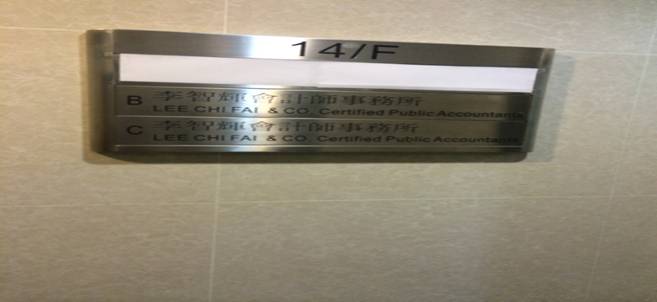 14/F
B 李智輝會計師事務所
LEE CHI FAI & CO. Certified Public Accountants
C 李智輝會計師事務所
LEE CHI FAI & CO. Certified Public Accountants